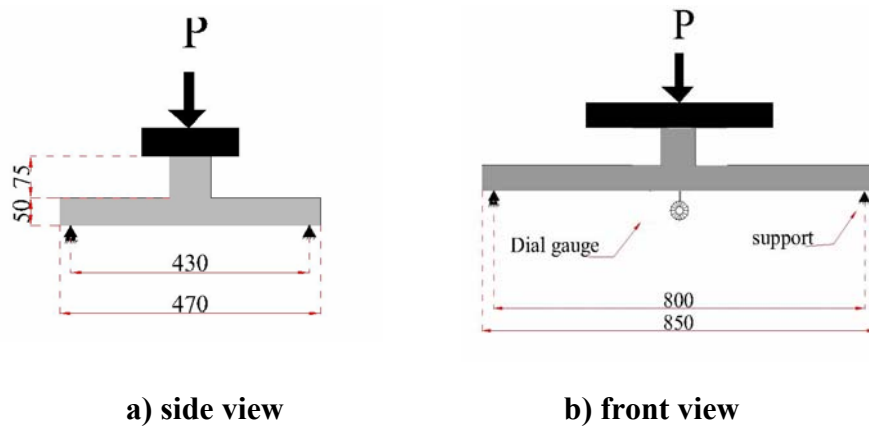 P
75
50
430
470
a) side view
P
Dial gauge
support
800
850
b) front view